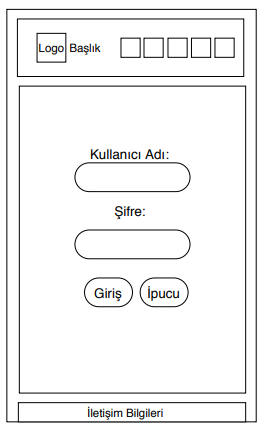 Logo Başlık
Kullanıcı Adı:
Şifre:
Giriş İpucu
İletişim Bilgileri